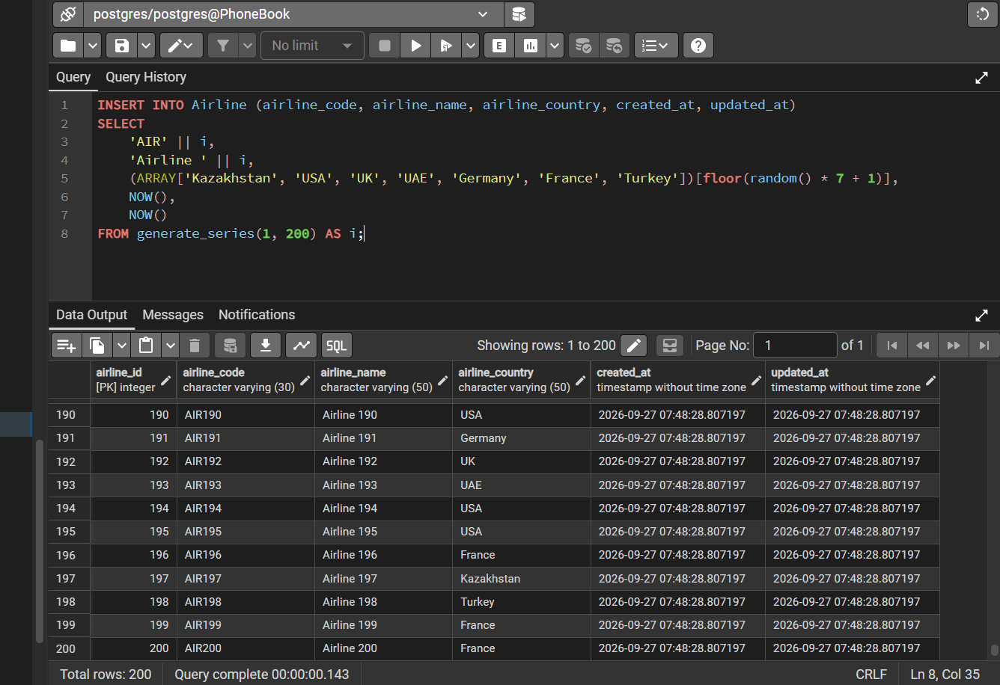 postgres/postgres@PhoneBook
No limit
E
Query Query History
1 INSERT INTO Airline (airline_code, airline_name, airline_country, created_at, updated_at)
2 SELECT
3 'AIR' || i,
4 'Airline ' || i,
5 (ARRAY['Kazakhstan', 'USA', 'UK', 'UAE', 'Germany', 'France', 'Turkey'])[floor(random() * 7 + 1)],
6 NOW(),
7 NOW()
8 FROM generate_series(1, 200) AS i;
Data Output Messages Notifications
SQL Showing rows: 1 to 200 Page No: 1 of 1
airline_id airline_code airline_name airline_country created_at updated_at
[PK] integer character varying (30) character varying (50) character varying (50) timestamp without time zone timestamp without time zone
190 190 AIR190 Airline 190 USA 2026-09-27 07:48:28.807197 2026-09-27 07:48:28.807197
191 191 AIR191 Airline 191 Germany 2026-09-27 07:48:28.807197 2026-09-27 07:48:28.807197
192 192 AIR192 Airline 192 UK 2026-09-27 07:48:28.807197 2026-09-27 07:48:28.807197
193 193 AIR193 Airline 193 UAE 2026-09-27 07:48:28.807197 2026-09-27 07:48:28.807197
194 194 AIR194 Airline 194 USA 2026-09-27 07:48:28.807197 2026-09-27 07:48:28.807197
195 195 AIR195 Airline 195 USA 2026-09-27 07:48:28.807197 2026-09-27 07:48:28.807197
196 196 AIR196 Airline 196 France 2026-09-27 07:48:28.807197 2026-09-27 07:48:28.807197
197 197 AIR197 Airline 197 Kazakhstan 2026-09-27 07:48:28.807197 2026-09-27 07:48:28.807197
198 198 AIR198 Airline 198 Turkey 2026-09-27 07:48:28.807197 2026-09-27 07:48:28.807197
199 199 AIR199 Airline 199 France 2026-09-27 07:48:28.807197 2026-09-27 07:48:28.807197
200 200 AIR200 Airline 200 France 2026-09-27 07:48:28.807197 2026-09-27 07:48:28.807197
Total rows: 200 Query complete 00:00:00.143 CRLF Ln 8, Col 35